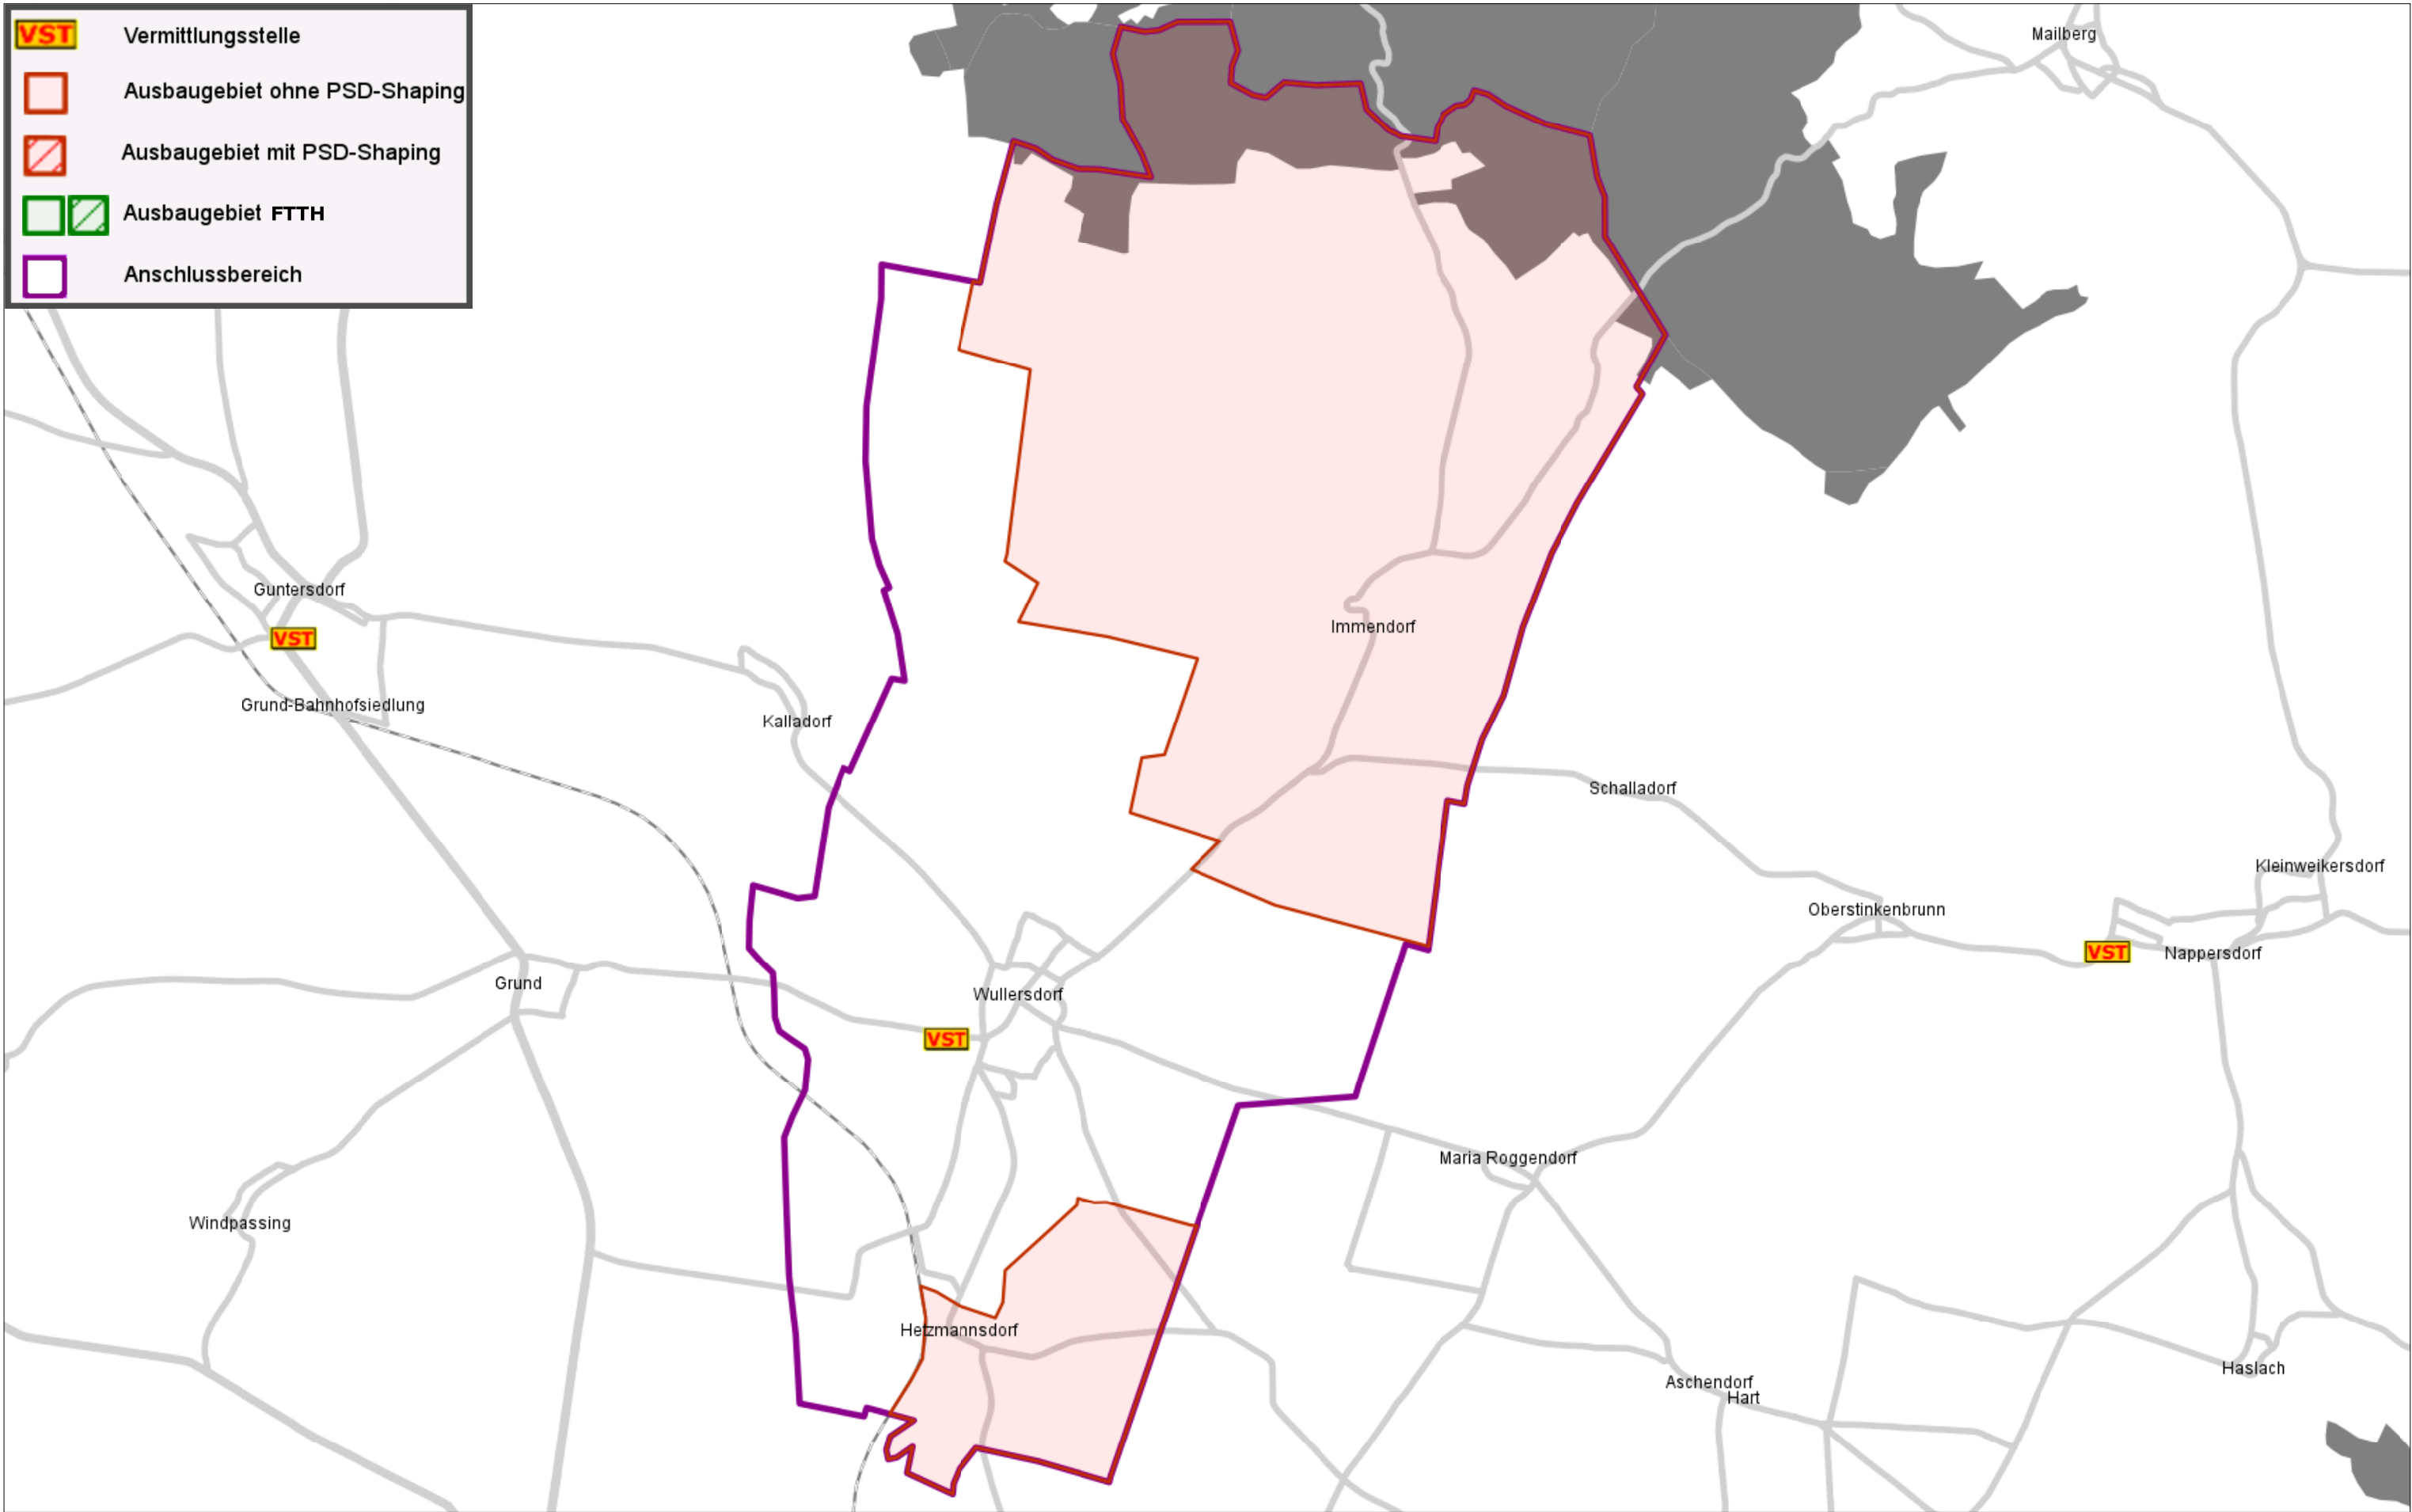 VST Vermittlungsstelle
Ausbaugebiet ohne PSD-Shaping
Ausbaugebiet mit PSD-Shaping
Ausbaugebiet FTTH
Anschlussbereich
Mailberg
Guntersdorf
VST
Immendorf
Grund-Bahnhofsiedlung
Kalladorf
Schalladorf
Kleinweikersdorf
Oberstinkenbrunn
VST
Nappersdorf
Grund
Wullersdorf
VST
Maria Roggendorf
Windpassing
Hetzmannsdorf
Haslach
Aschendorf
Hart